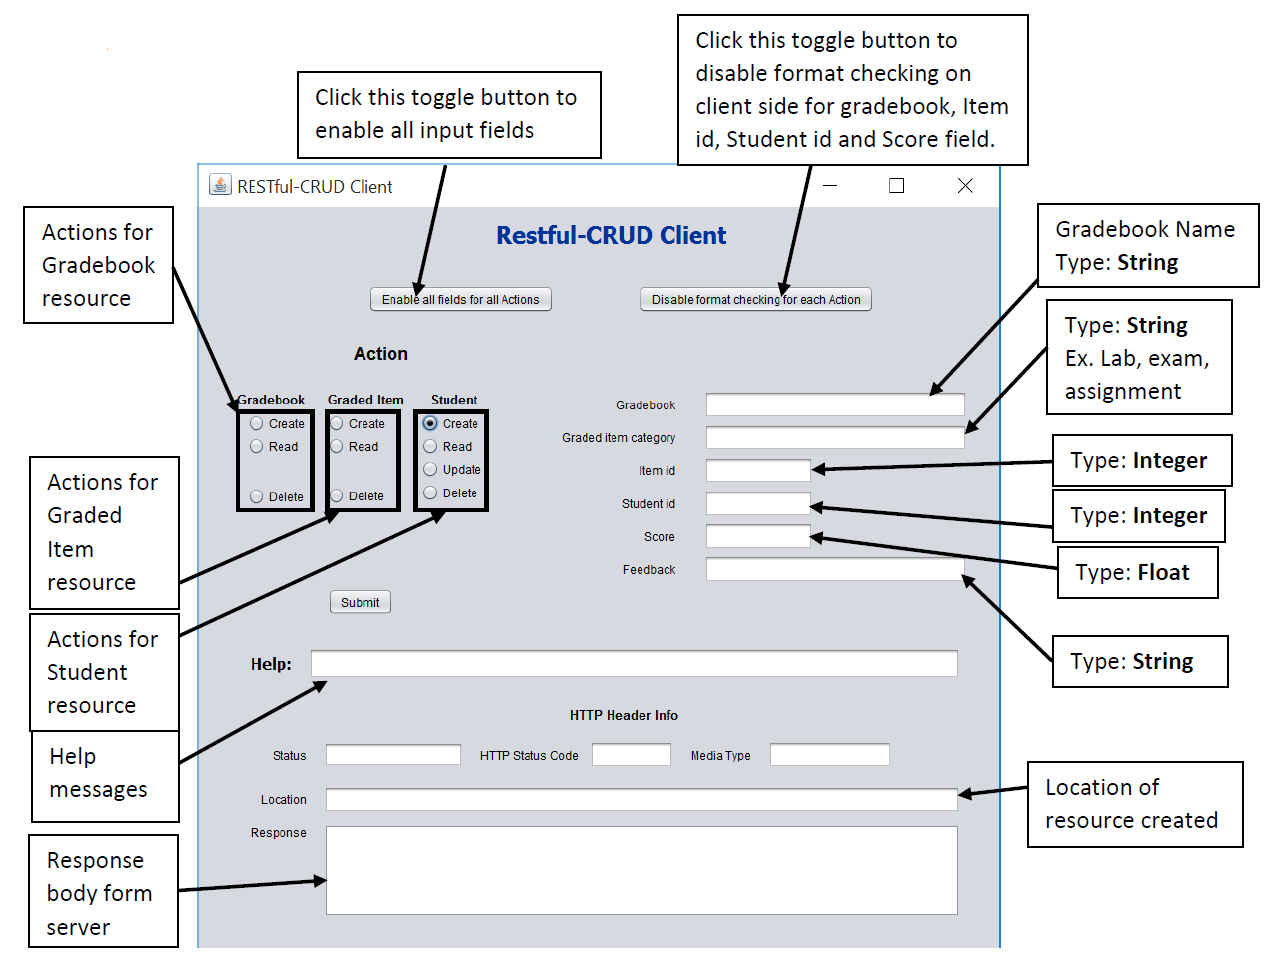 Click this toggle button to
disable format checking on
client side for gradebook, Item
id, Student id and Score field.
Click this toggle button to
enable all input fields
RESTful-CRUD Client
Restful-CRUD Client
Actions for
Gradebook
resource
Gradebook Name
Type: String
Enable all fields for all Actions
Disable format checking for each Action
Type: String
Ex. Lab, exam,
assignment
Action
Gradebook
Graded Item
Student
Create
Read
Delete
Create
Read
Delete
Create
Read
Update
Delete
Gradebook
Graded item category
Item id
Student id
Score
Feedback
Type: Integer
Type: Integer
Type: Float
Type: String
Actions for
Graded
Item
resource
Submit
Actions for
Student
resource
Help:
HTTP Header Info
Help
messages
Status
HTTP Status Code
Media Type
Location
Location of
resource created
Response
Response
body form
server